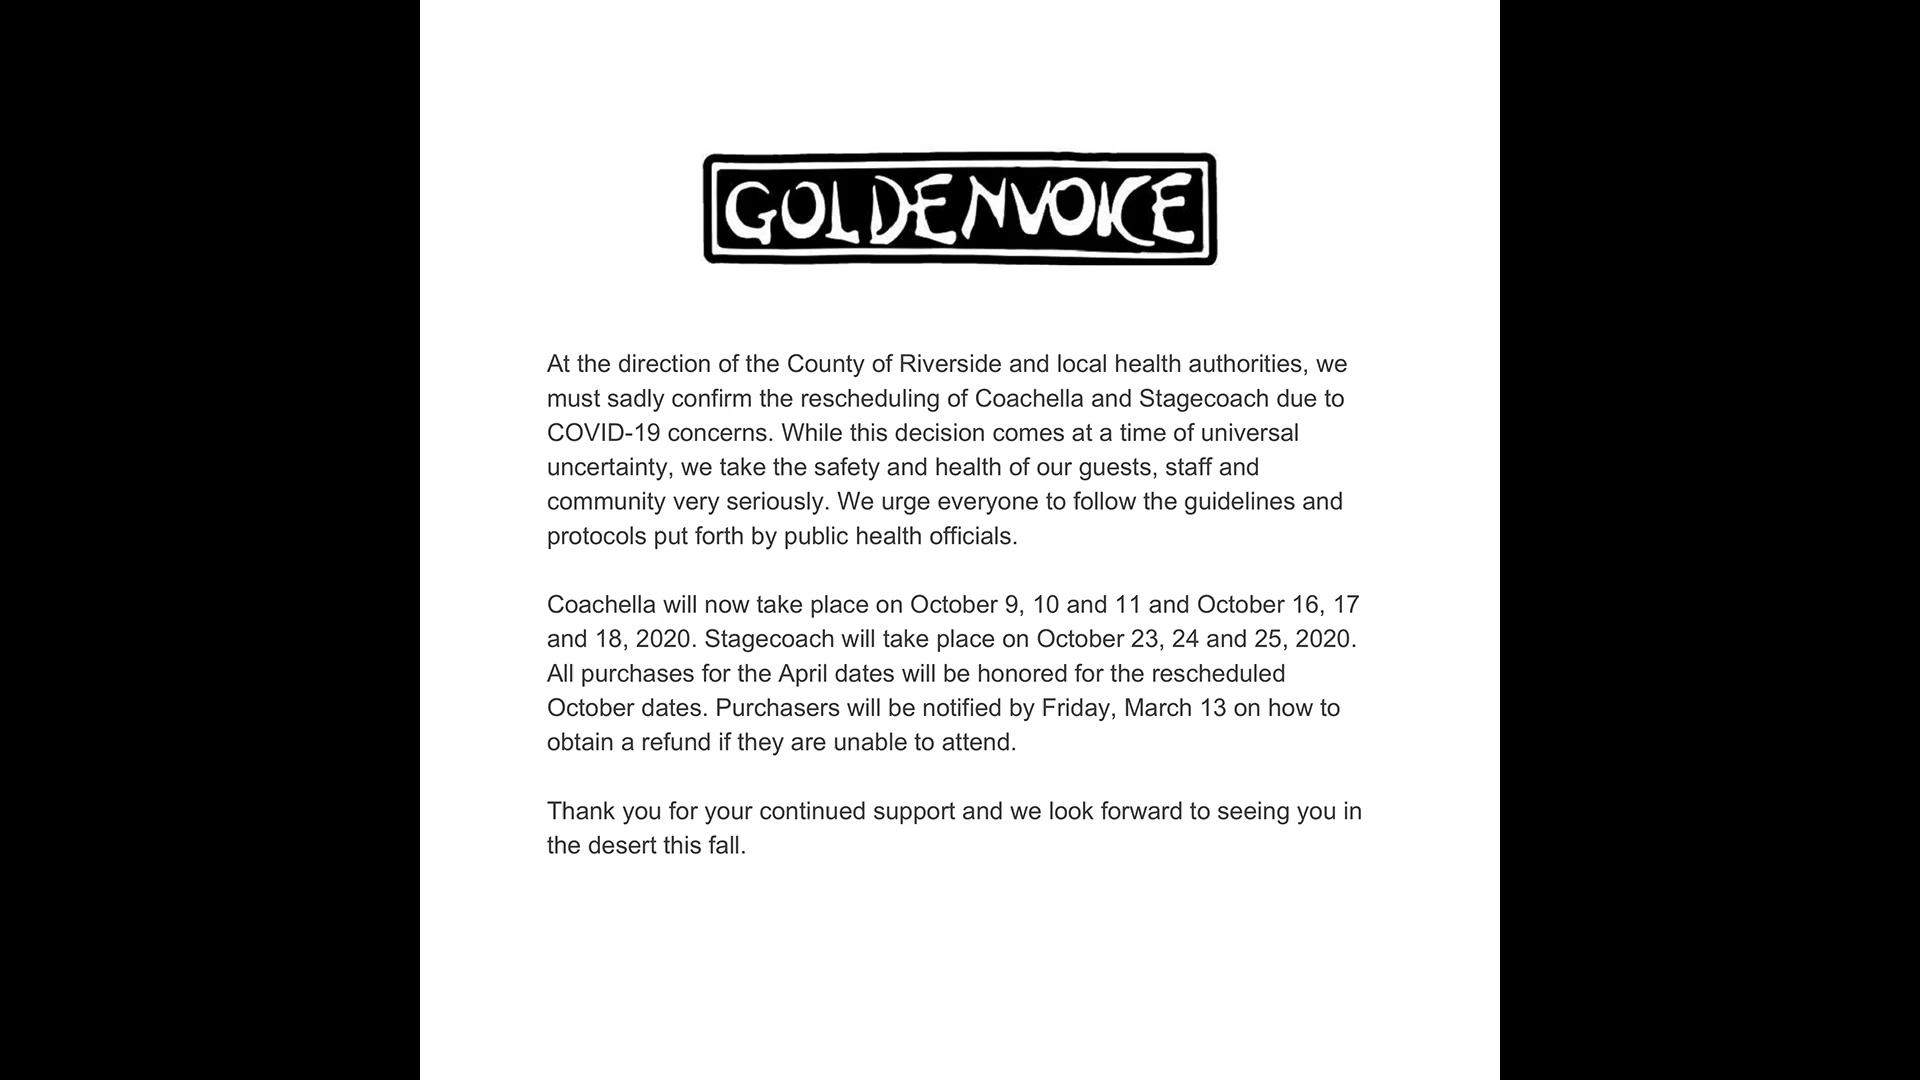 GOLDENVOICE
At the direction of the County of Riverside and local health authorities, we
must sadly confirm the rescheduling of Coachella and Stagecoach due to
COVID-19 concerns. While this decision comes at a time of universal
uncertainty, we take the safety and health of our guests, staff and
community very seriously. We urge everyone to follow the guidelines and
protocols put forth by public health officials.
Coachella will now take place on October 9, 10 and 11 and October 16, 17
and 18, 2020. Stagecoach will take place on October 23, 24 and 25, 2020.
All purchases for the April dates will be honored for the rescheduled
October dates. Purchasers will be notified by Friday, March 13 on how to
obtain a refund if they are unable to attend.
Thank you for your continued support and we look forward to seeing you in
the desert this fall.